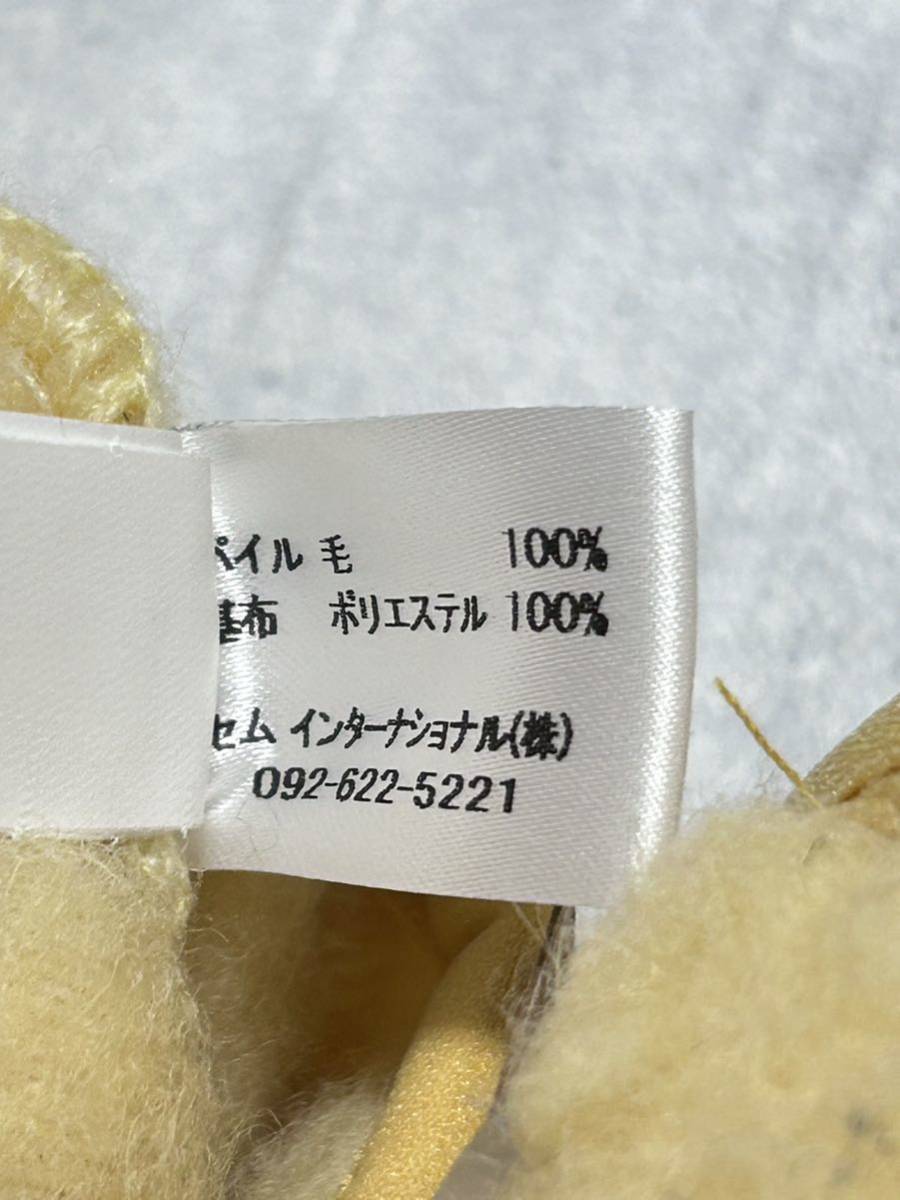 パイル 毛 100%
基布 ポリエステル 100%
セム インターナショナル(株)
092-622-5221